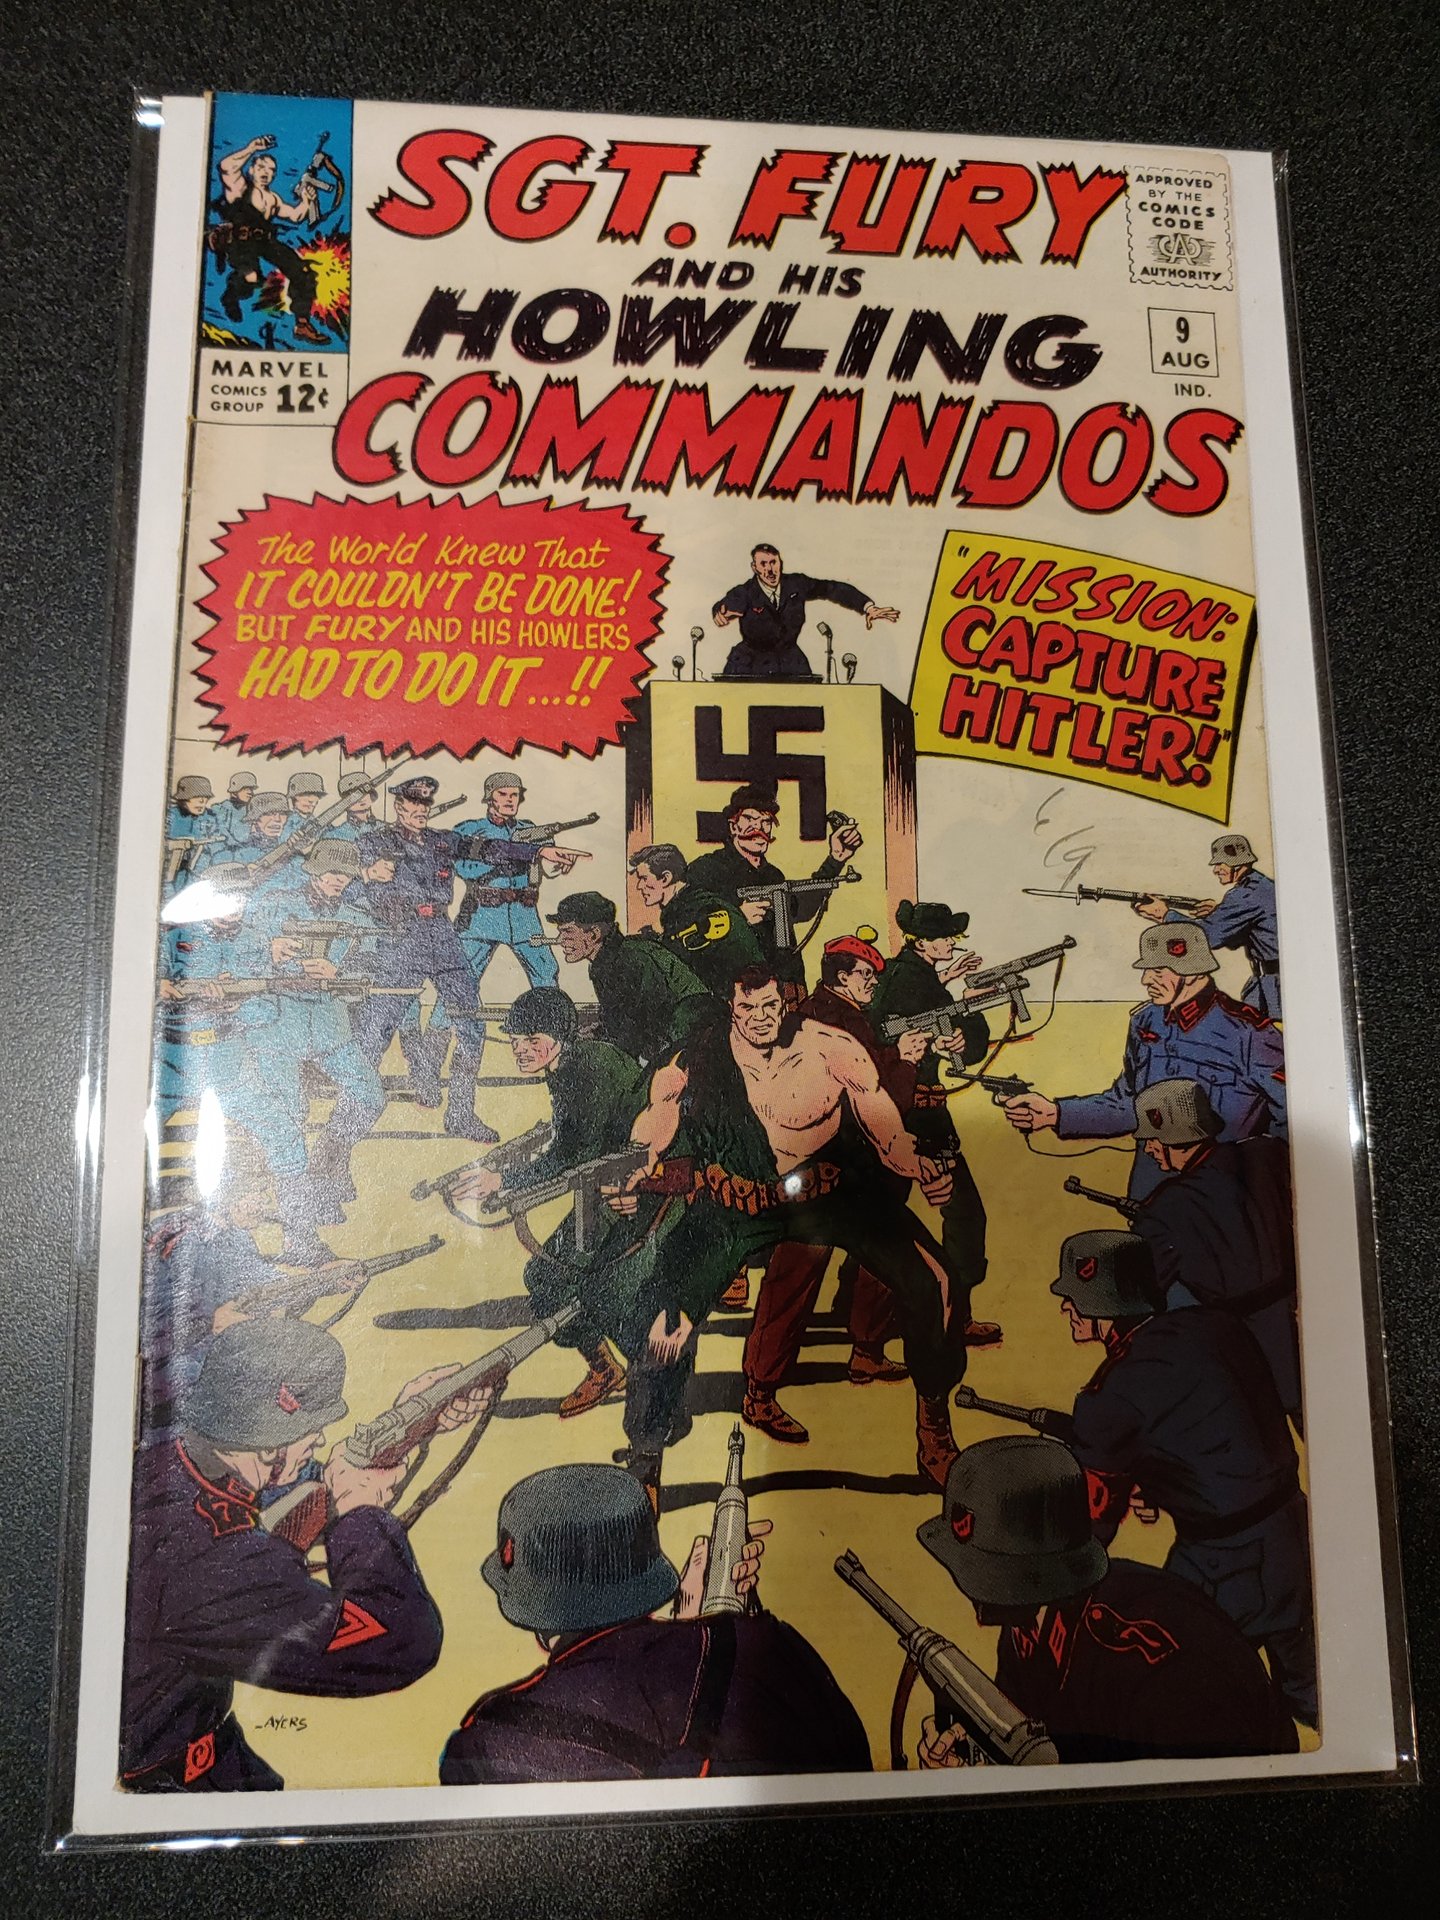 SGT. FURY
AND HIS
HOWLING
COMMANDOS
APPROVED
BY THE
COMICS
CODE
CA
AUTHORITY
9
AUG
IND.
MARVEL
COMICS
GROUP 12¢
The World Knew That
IT COULDN'T BE DONE!
BUT FURY AND HIS HOWLERS
HAD TO DO IT...!!
"MISSION:
CAPTURE
HITLER!"
AYERS